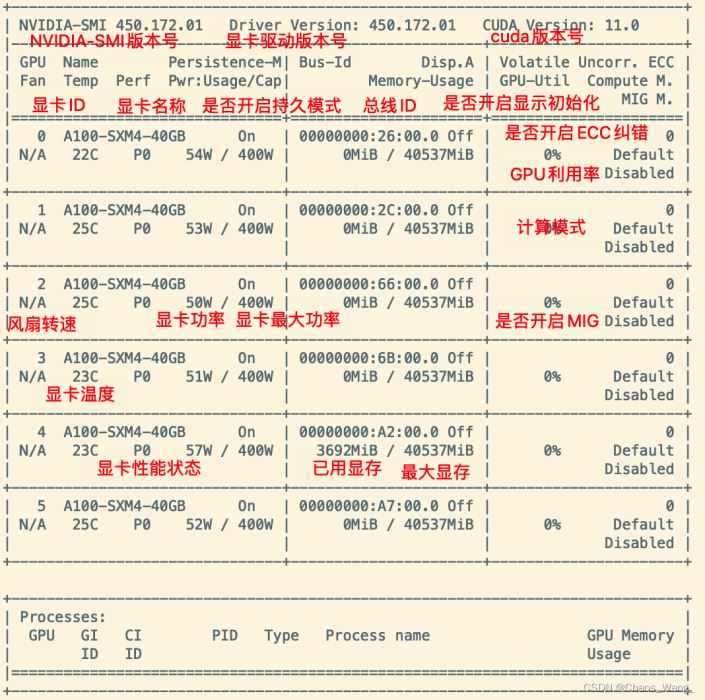 NVIDIA-SMI 450.172.01 Driver Version: 450.172.01 CUDA Version: 11.0
NVIDIA-SMI版本号 显卡驱动版本号 cuda版本号
GPU Name Persistence-M| Bus-Id Disp.A | Volatile Uncorr. ECC
Fan Temp Perf Pwr:Usage/Cap| Memory-Usage | GPU-Util Compute M.
MIG M.
显卡ID 显卡名称 是否开启持久模式 总线ID 是否开启显示初始化
0 A100-SXM4-40GB On | 00000000:26:00.0 Off | 0
是否开启ECC纠错
N/A 22C P0 54W / 400W | 0MiB / 40537MiB | 0% Default
GPU利用率 Disabled
1 A100-SXM4-40GB On | 00000000:2C:00.0 Off | 0
N/A 25C P0 53W / 400W | 0MiB / 40537MiB | 0% Default
计算模式
Disabled
2 A100-SXM4-40GB On | 00000000:66:00.0 Off | 0
N/A 25C P0 50W / 400W | 0MiB / 40537MiB | 0% Default
风扇转速 显卡功率 显卡最大功率 是否开启MIG Disabled
3 A100-SXM4-40GB On | 00000000:6B:00.0 Off | 0
N/A 23C P0 51W / 400W | 0MiB / 40537MiB | 0% Default
显卡温度 Disabled
4 A100-SXM4-40GB On | 00000000:A2:00.0 Off | 0
N/A 23C P0 57W / 400W | 3692MiB / 40537MiB | 0% Default
显卡性能状态 已用显存 最大显存 Disabled
5 A100-SXM4-40GB On | 00000000:A7:00.0 Off | 0
N/A 25C P0 52W / 400W | 0MiB / 40537MiB | 0% Default
Disabled
Processes:
GPU GI CI PID Type Process name GPU Memory
ID ID Usage
CSDN @Chaos_Wang_